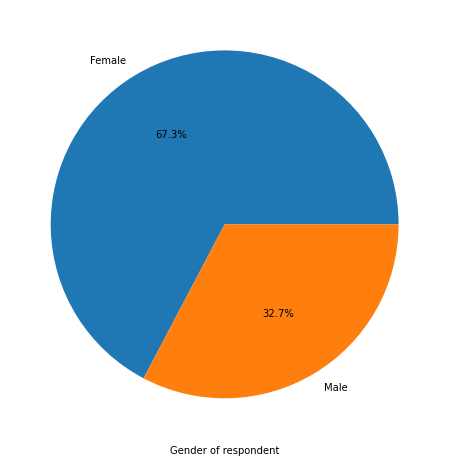 Female
67.3%
32.7%
Male
Gender of respondent